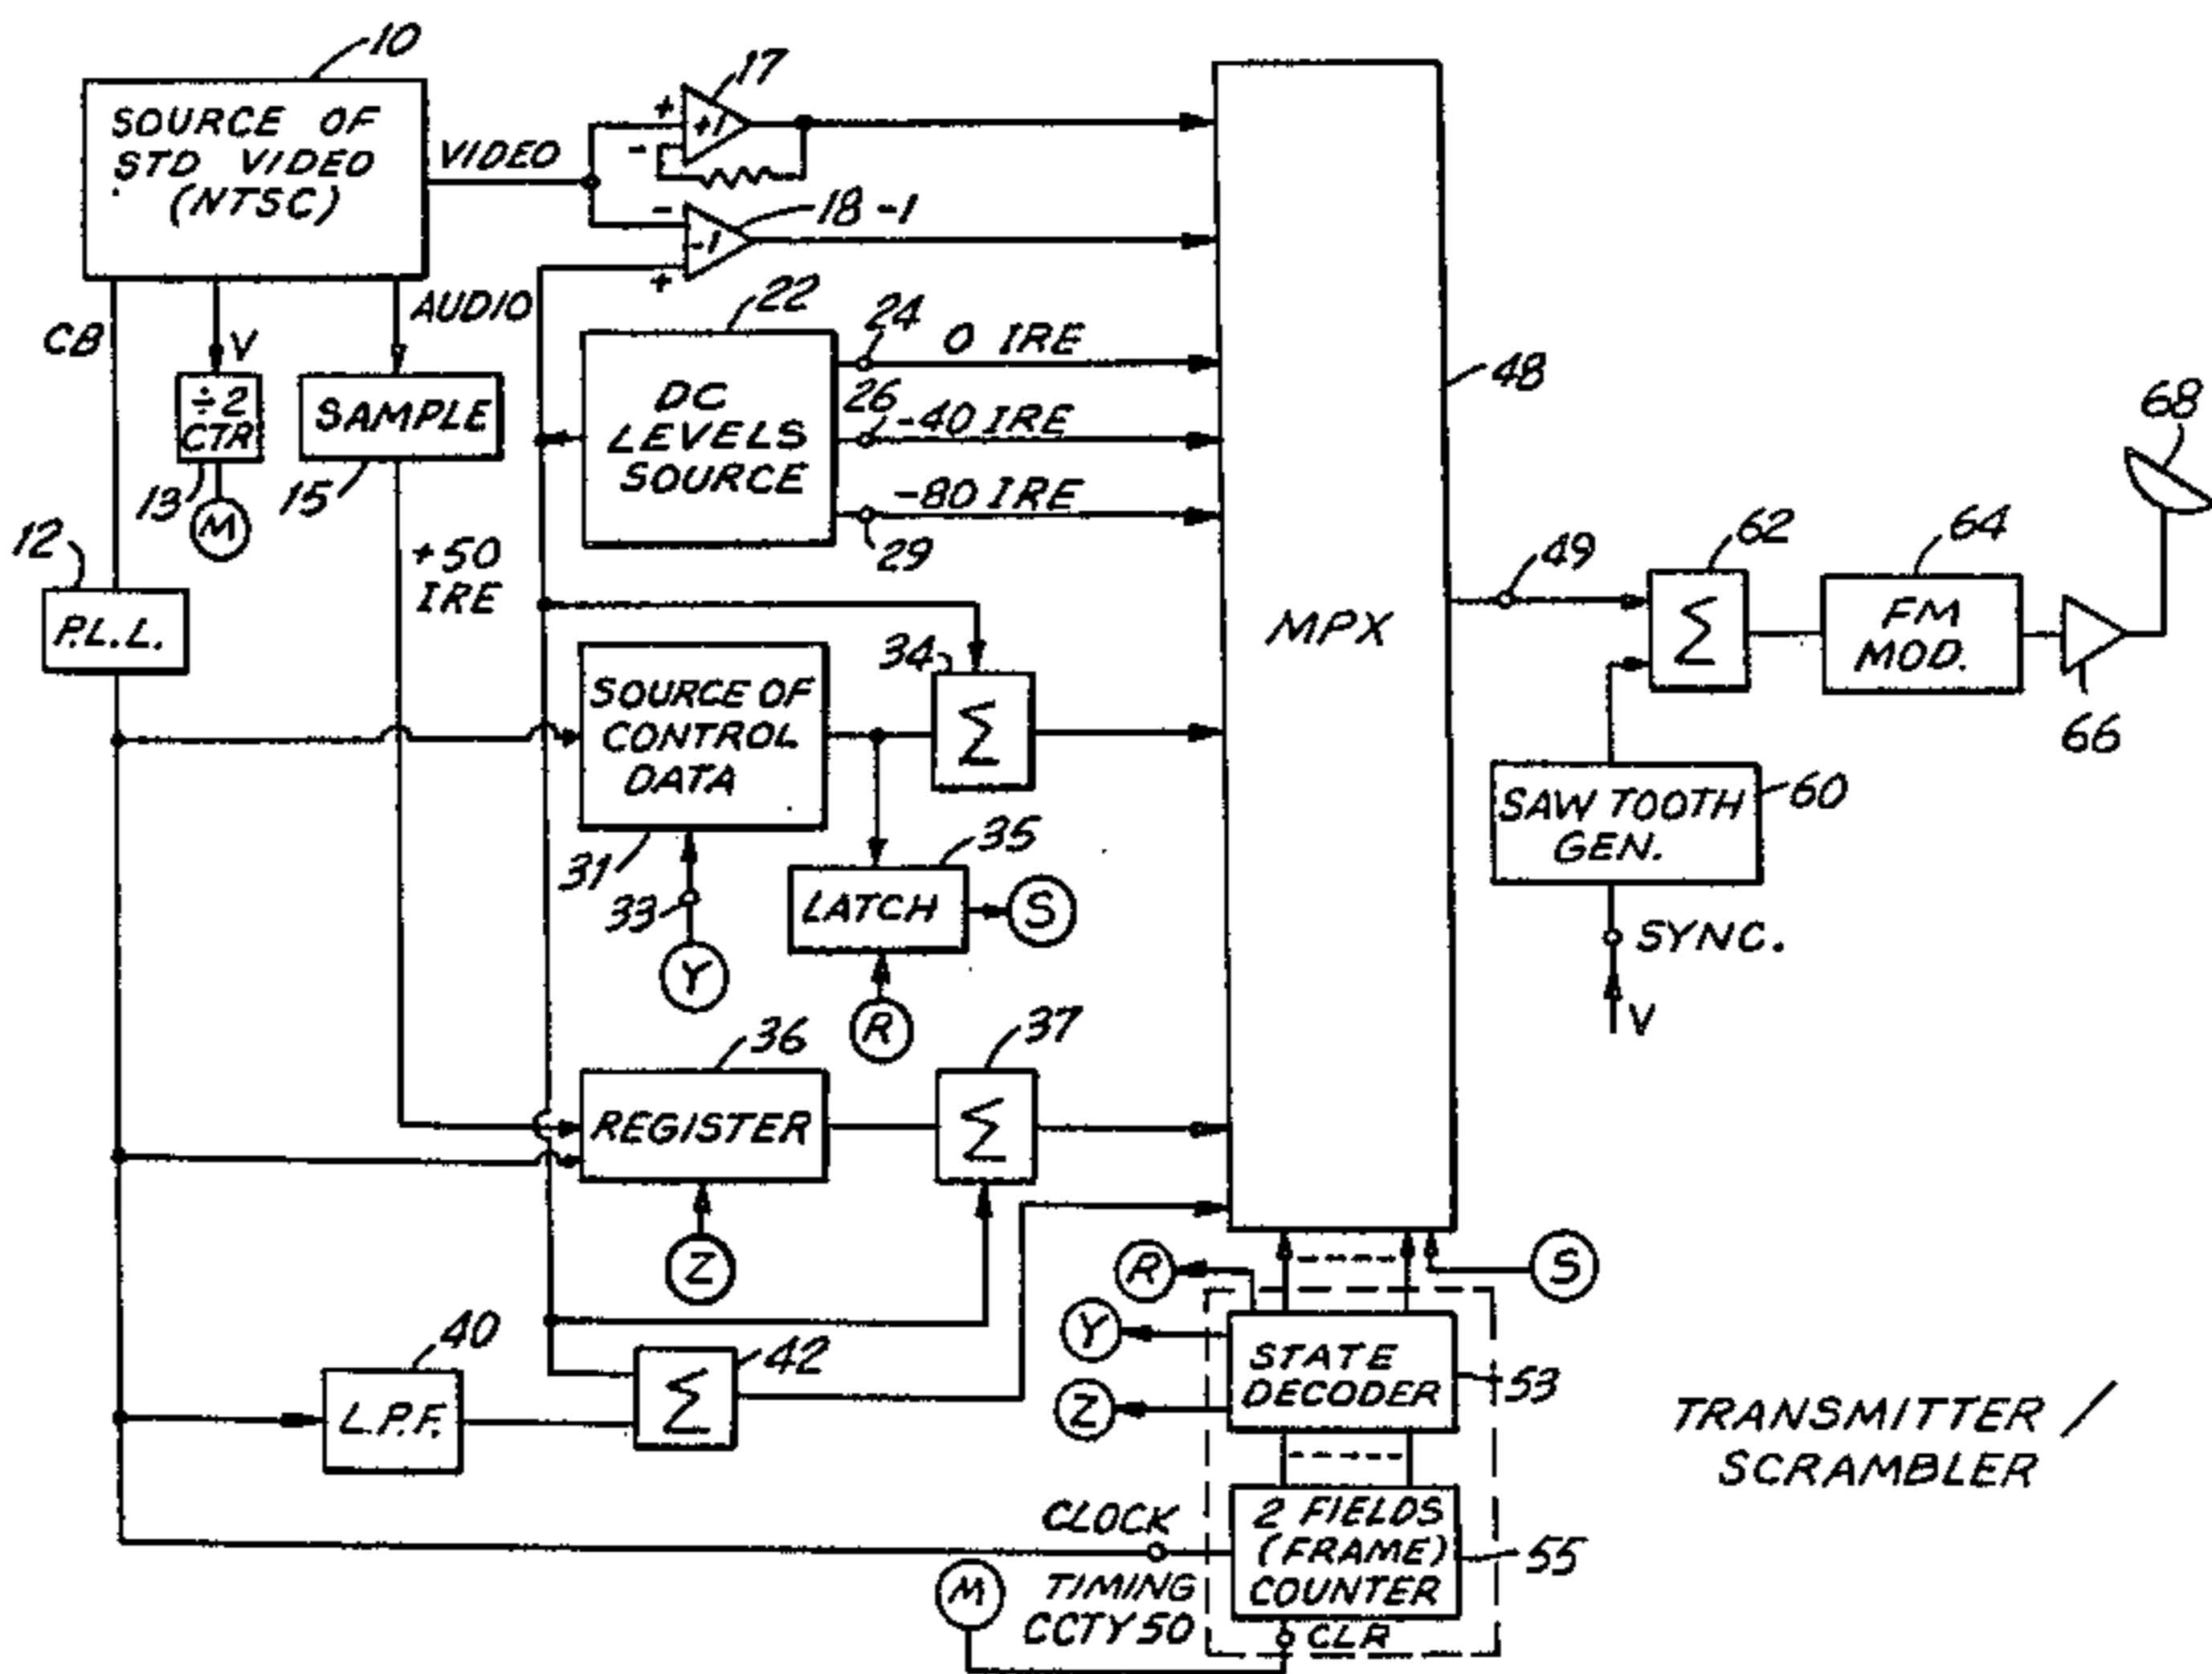 10
SOURCE OF
STD VIDEO
(NTSC)
VIDEO
+
-
+1
17
-
+
-1
18-1
CB
V
AUDIO
÷2
CTR
13
M
SAMPLE
15
+50
IRE
12
P.L.L.
22
DC
LEVELS
SOURCE
24
0 IRE
26
-40 IRE
-80 IRE
29
MPX
48
49
62
Σ
64
FM
MOD.
66
68
SAW TOOTH
GEN.
60
SYNC.
V
SOURCE OF
CONTROL
DATA
31
33
Y
34
Σ
35
LATCH
S
R
36
REGISTER
Z
37
Σ
40
L.P.F.
42
Σ
R
Y
Z
S
STATE
DECODER
53
2 FIELDS
(FRAME)
COUNTER
55
CLOCK
M
TIMING
CCTY 50
CLR
TRANSMITTER /
SCRAMBLER